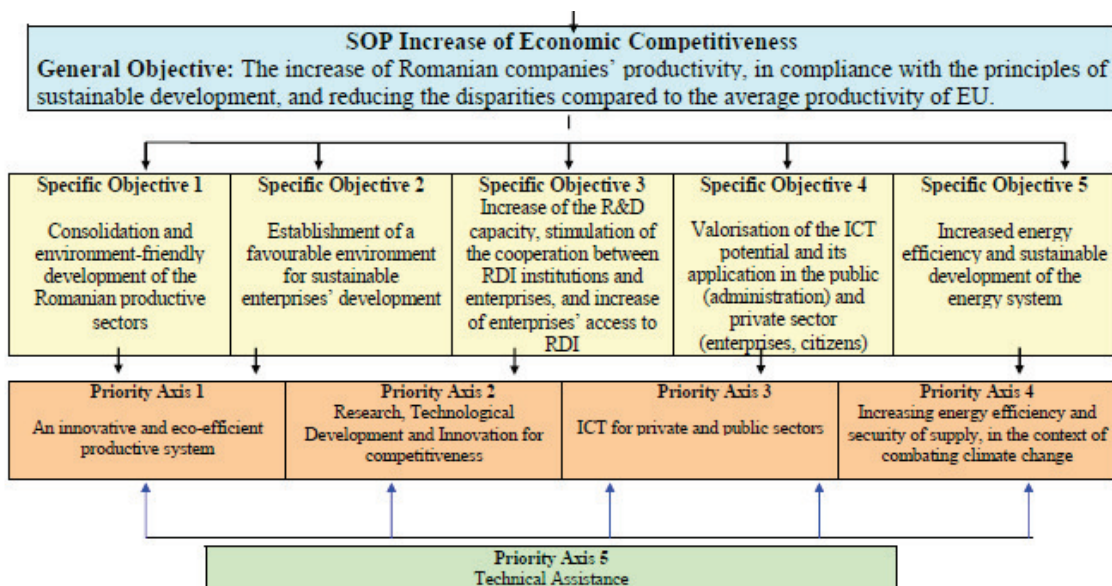 SOP Increase of Economic Competitiveness
General Objective: The increase of Romanian companies' productivity, in compliance with the principles of
sustainable development, and reducing the disparities compared to the average productivity of EU.
Specific Objective 1
Consolidation and
environment-friendly
development of the
Romanian productive
sectors
Specific Objective 2
Establishment of a
favourable environment
for sustainable
enterprises' development
Specific Objective 3
Increase of the R&D
capacity, stimulation of
the cooperation between
RDI institutions and
enterprises, and increase
of enterprises' access to
RDI
Specific Objective 4
Valorisation of the ICT
potential and its
application in the public
(administration) and
private sector
(enterprises, citizens)
Specific Objective 5
Increased energy
efficiency and sustainable
development of the
energy system
Priority Axis 1
An innovative and eco-efficient
productive system
Priority Axis 2
Research, Technological
Development and Innovation for
competitiveness
Priority Axis 3
ICT for private and public sectors
Priority Axis 4
Increasing energy efficiency and
security of supply, in the context of
combating climate change
Priority Axis 5
Technical Assistance